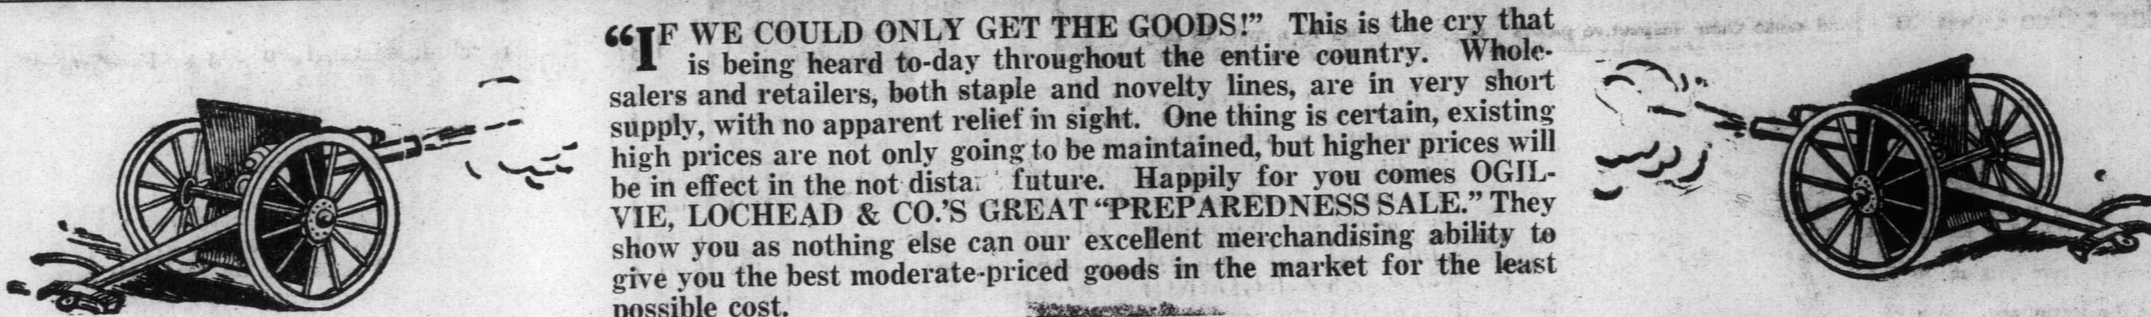 “IF WE COULD ONLY GET THE GOODS!” This is the cry that
is being heard to-day throughout the entire country. Whole-
salers and retailers, both staple and novelty lines, are in very short
supply, with no apparent relief in sight. One thing is certain, existing
high prices are not only going to be maintained, but higher prices will
be in effect in the not dista future. Happily for you comes OGIL-
VIE, LOCHEAD & CO.’S GREAT “PREPAREDNESS SALE.” They
show you as nothing else can our excellent merchandising ability to
give you the best moderate-priced goods in the market for the least
possible cost.